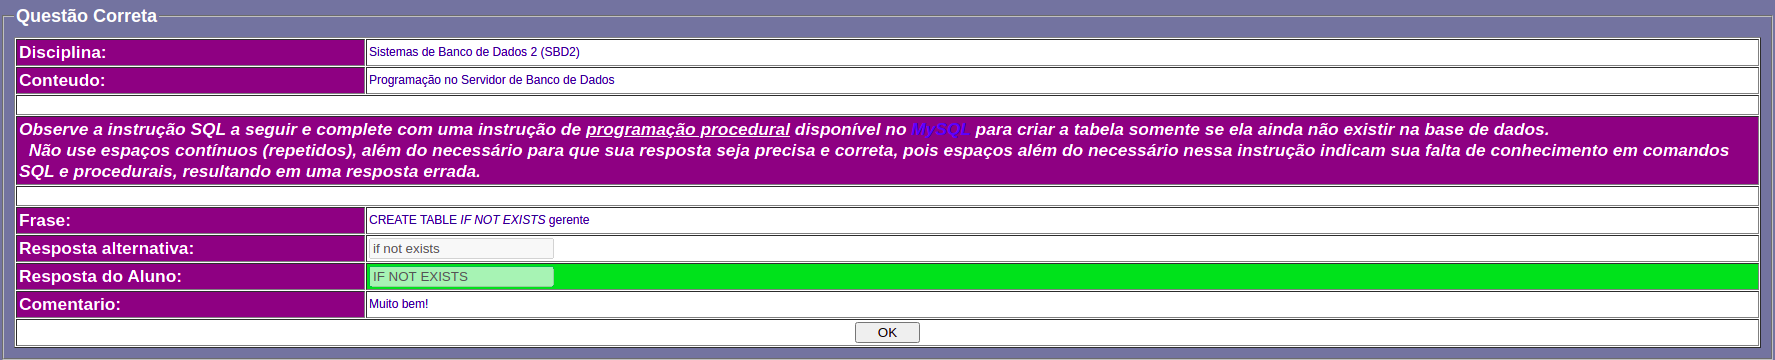 Questão Correta
Disciplina: Sistemas de Banco de Dados 2 (SBD2)
Conteudo: Programação no Servidor de Banco de Dados
Observe a instrução SQL a seguir e complete com uma instrução de programação procedural disponível no MySQL para criar a tabela somente se ela ainda não existir na base de dados.
Não use espaços contínuos (repetidos), além do necessário para que sua resposta seja precisa e correta, pois espaços além do necessário nessa instrução indicam sua falta de conhecimento em comandos
SQL e procedurais, resultando em uma resposta errada.
Frase: CREATE TABLE IF NOT EXISTS gerente
Resposta alternativa: if not exists
Resposta do Aluno: IF NOT EXISTS
Comentario: Muito bem!
OK